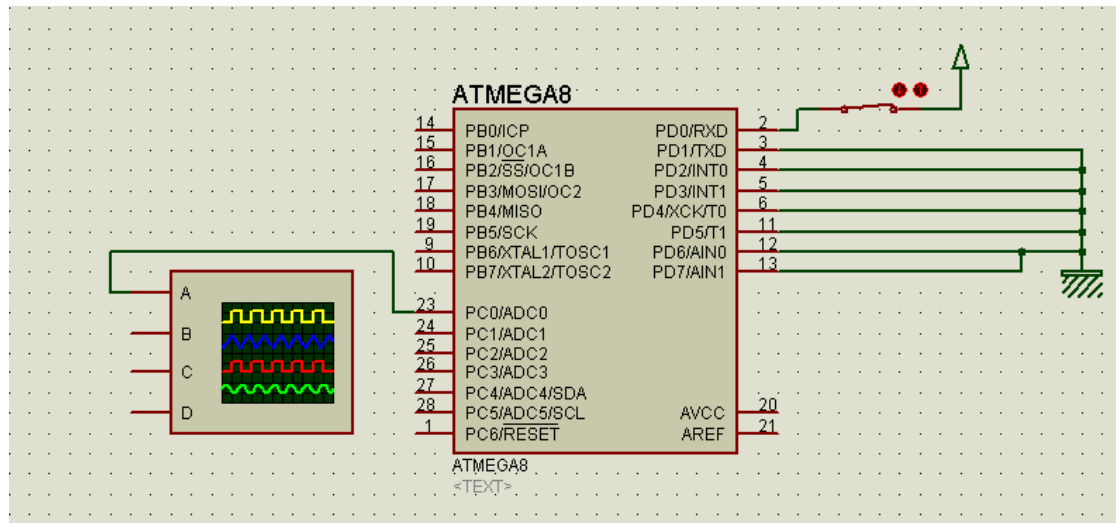 ATMEGA8
14 PB0/ICP PD0/RXD 2
15 PB1/OC1A PD1/TXD 3
16 PB2/SS/OC1B PD2/INT0 4
17 PB3/MOSI/OC2 PD3/INT1 5
18 PB4/MISO PD4/XCK/T0 6
19 PB5/SCK PD5/T1 11
9 PB6/XTAL1/TOSC1 PD6/AIN0 12
10 PB7/XTAL2/TOSC2 PD7/AIN1 13
A
23 PC0/ADC0
B
24 PC1/ADC1
25 PC2/ADC2
C
26 PC3/ADC3
27 PC4/ADC4/SDA
D
28 PC5/ADC5/SCL AVCC 20
1 PC6/RESET AREF 21
ATMEGA8
<TEXT>